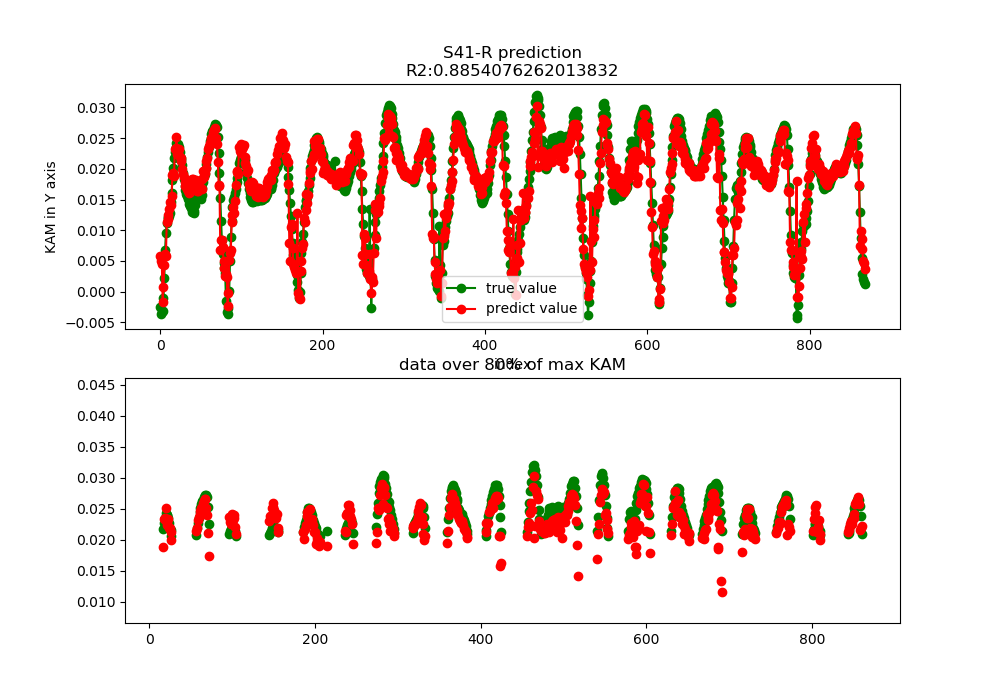 S41-R prediction
R2:0.8854076262013832
0.030
0.025
0.020
0.015
0.010
0.005
0.000
−0.005
KAM in Y axis
true value
predict value
0 200 400 600 800
index
data over 80% of max KAM
0.045
0.040
0.035
0.030
0.025
0.020
0.015
0.010
0 200 400 600 800